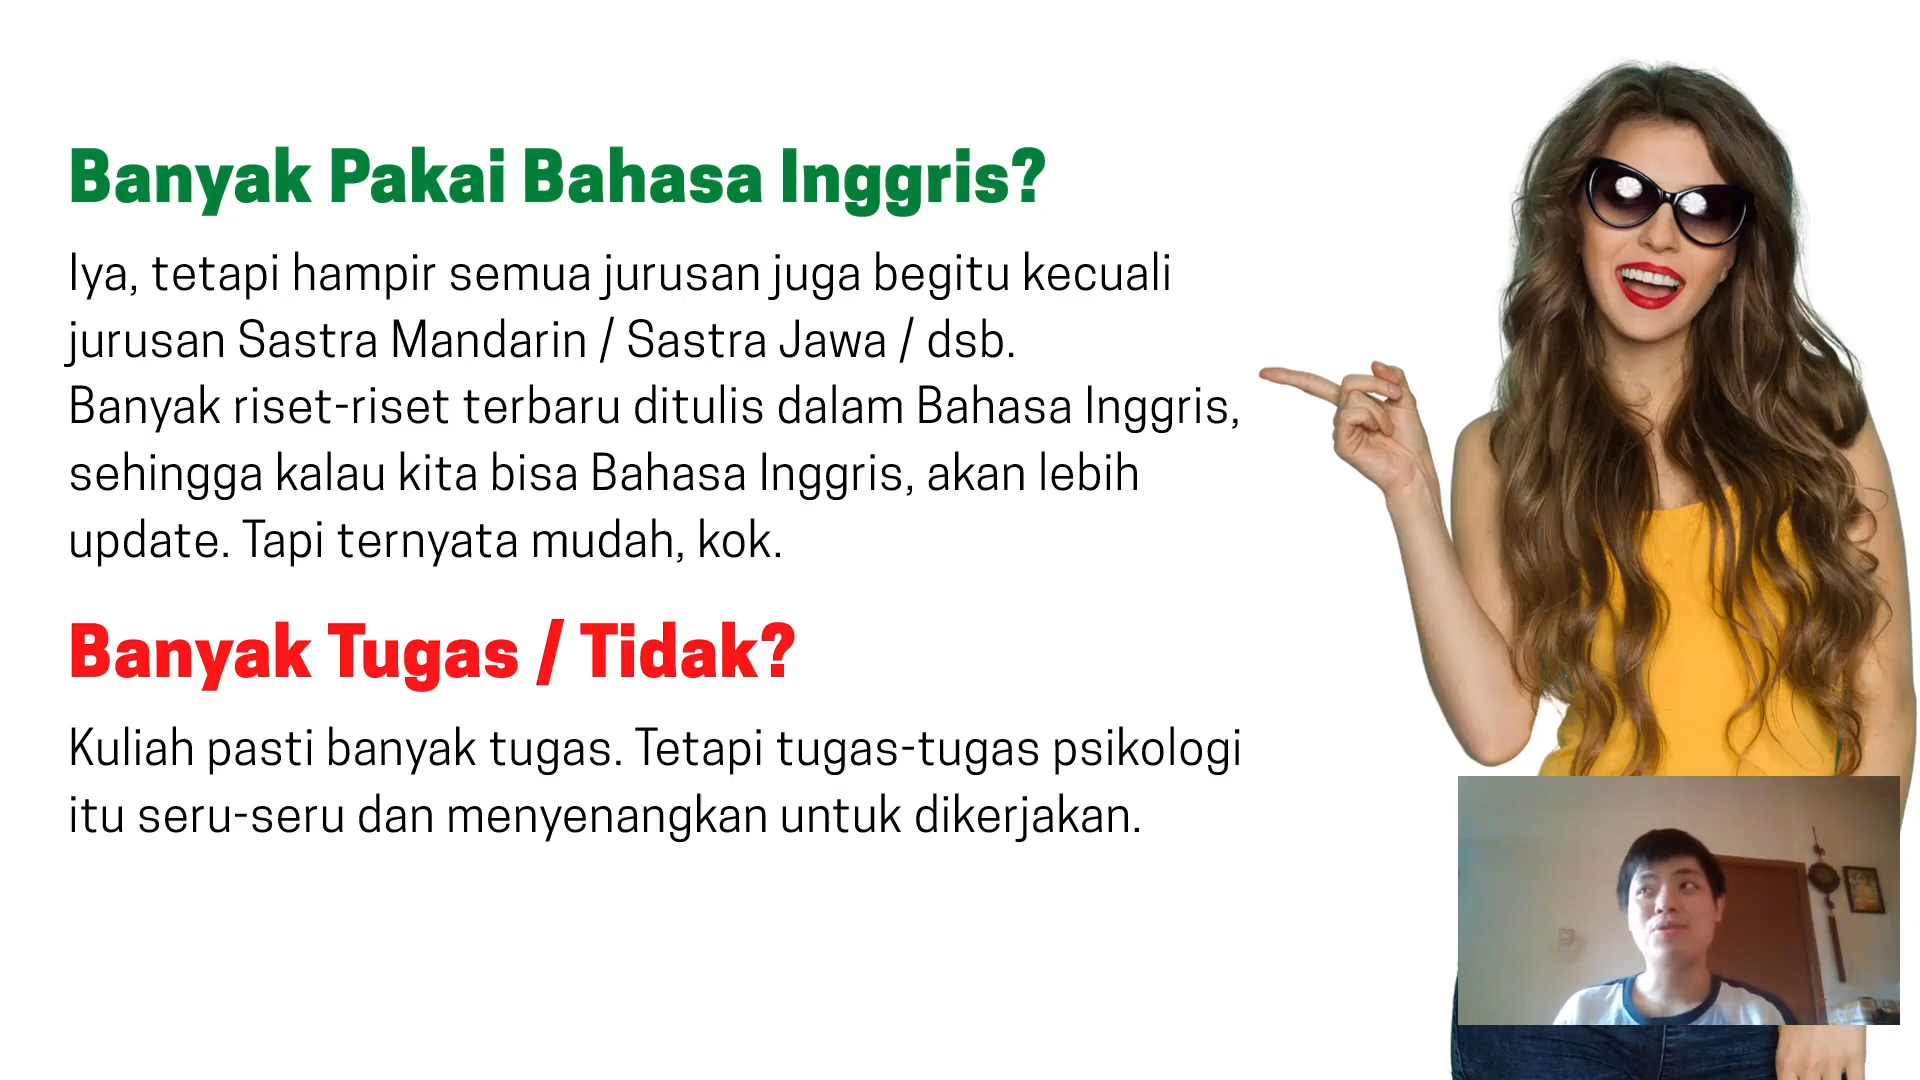 Banyak Pakai Bahasa Inggris?
Iya, tetapi hampir semua jurusan juga begitu kecuali
jurusan Sastra Mandarin / Sastra Jawa / dsb.
Banyak riset-riset terbaru ditulis dalam Bahasa Inggris,
sehingga kalau kita bisa Bahasa Inggris, akan lebih
update. Tapi ternyata mudah, kok.
Banyak Tugas / Tidak?
Kuliah pasti banyak tugas. Tetapi tugas-tugas psikologi
itu seru-seru dan menyenangkan untuk dikerjakan.